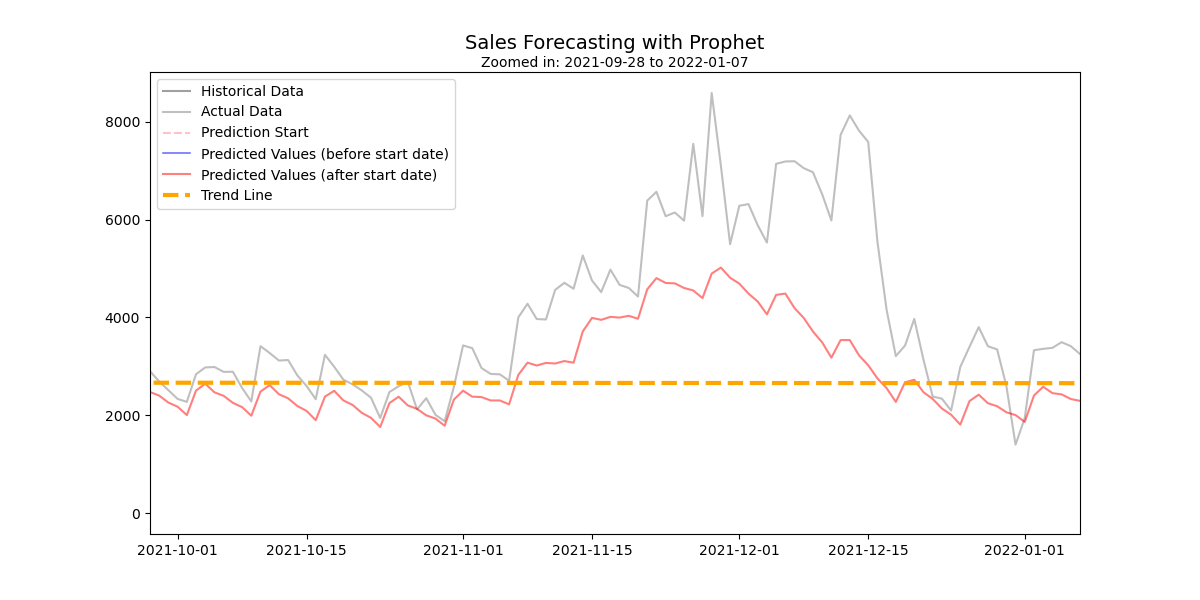 Sales Forecasting with Prophet
Zoomed in: 2021-09-28 to 2022-01-07
Historical Data
Actual Data
Prediction Start
Predicted Values (before start date)
Predicted Values (after start date)
Trend Line
8000
6000
4000
2000
0
2021-10-01 2021-10-15 2021-11-01 2021-11-15 2021-12-01 2021-12-15 2022-01-01